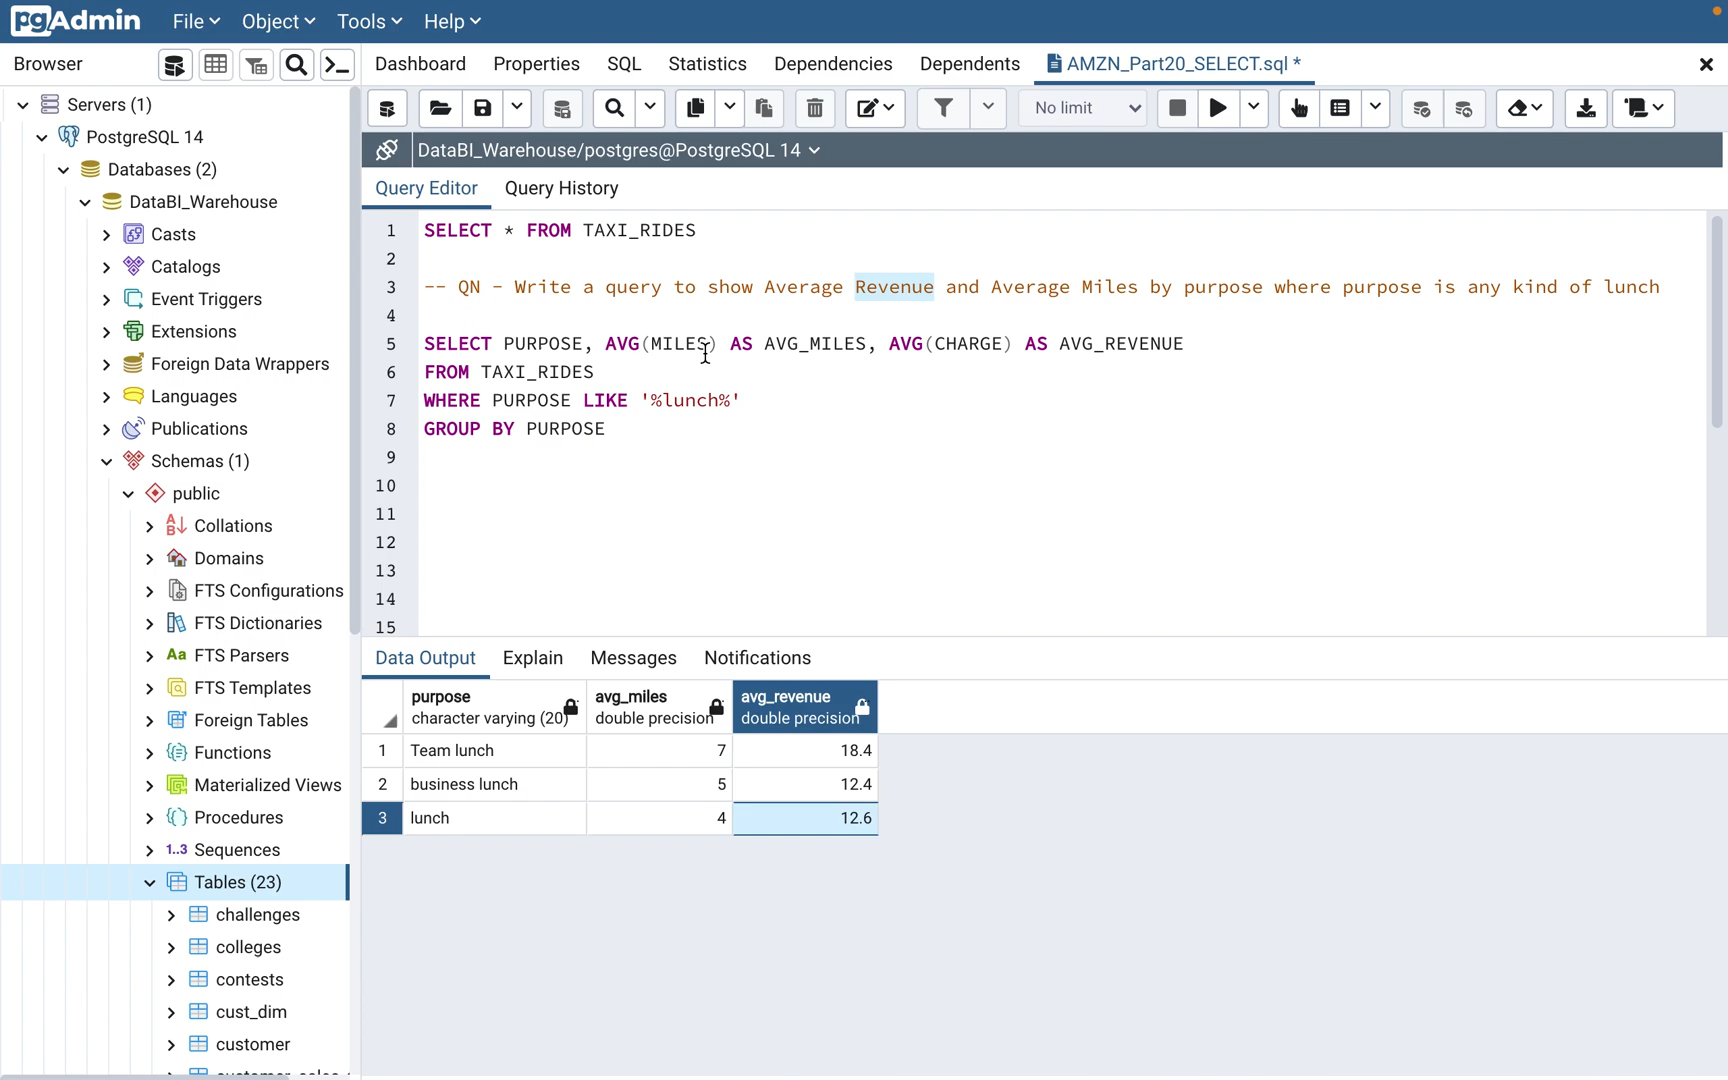 pgAdmin File Object Tools Help
Browser
Dashboard Properties SQL Statistics Dependencies Dependents AMZN_Part20_SELECT.sql *
No limit
DataBI_Warehouse/postgres@PostgreSQL 14
Query Editor Query History
Servers (1)
PostgreSQL 14
Databases (2)
DataBI_Warehouse
Casts
Catalogs
Event Triggers
Extensions
Foreign Data Wrappers
Languages
Publications
Schemas (1)
public
Collations
Domains
FTS Configurations
FTS Dictionaries
FTS Parsers
FTS Templates
Foreign Tables
Functions
Materialized Views
Procedures
1..3 Sequences
Tables (23)
challenges
colleges
contests
cust_dim
customer
1 SELECT * FROM TAXI_RIDES
2
3 -- QN - Write a query to show Average Revenue and Average Miles by purpose where purpose is any kind of lunch
4
5 SELECT PURPOSE, AVG(MILES) AS AVG_MILES, AVG(CHARGE) AS AVG_REVENUE
6 FROM TAXI_RIDES
7 WHERE PURPOSE LIKE '%lunch%'
8 GROUP BY PURPOSE
9
10
11
12
13
14
15
Data Output Explain Messages Notifications
purpose avg_miles avg_revenue
character varying (20) double precision double precision
1 Team lunch 7 18.4
2 business lunch 5 12.4
3 lunch 4 12.6